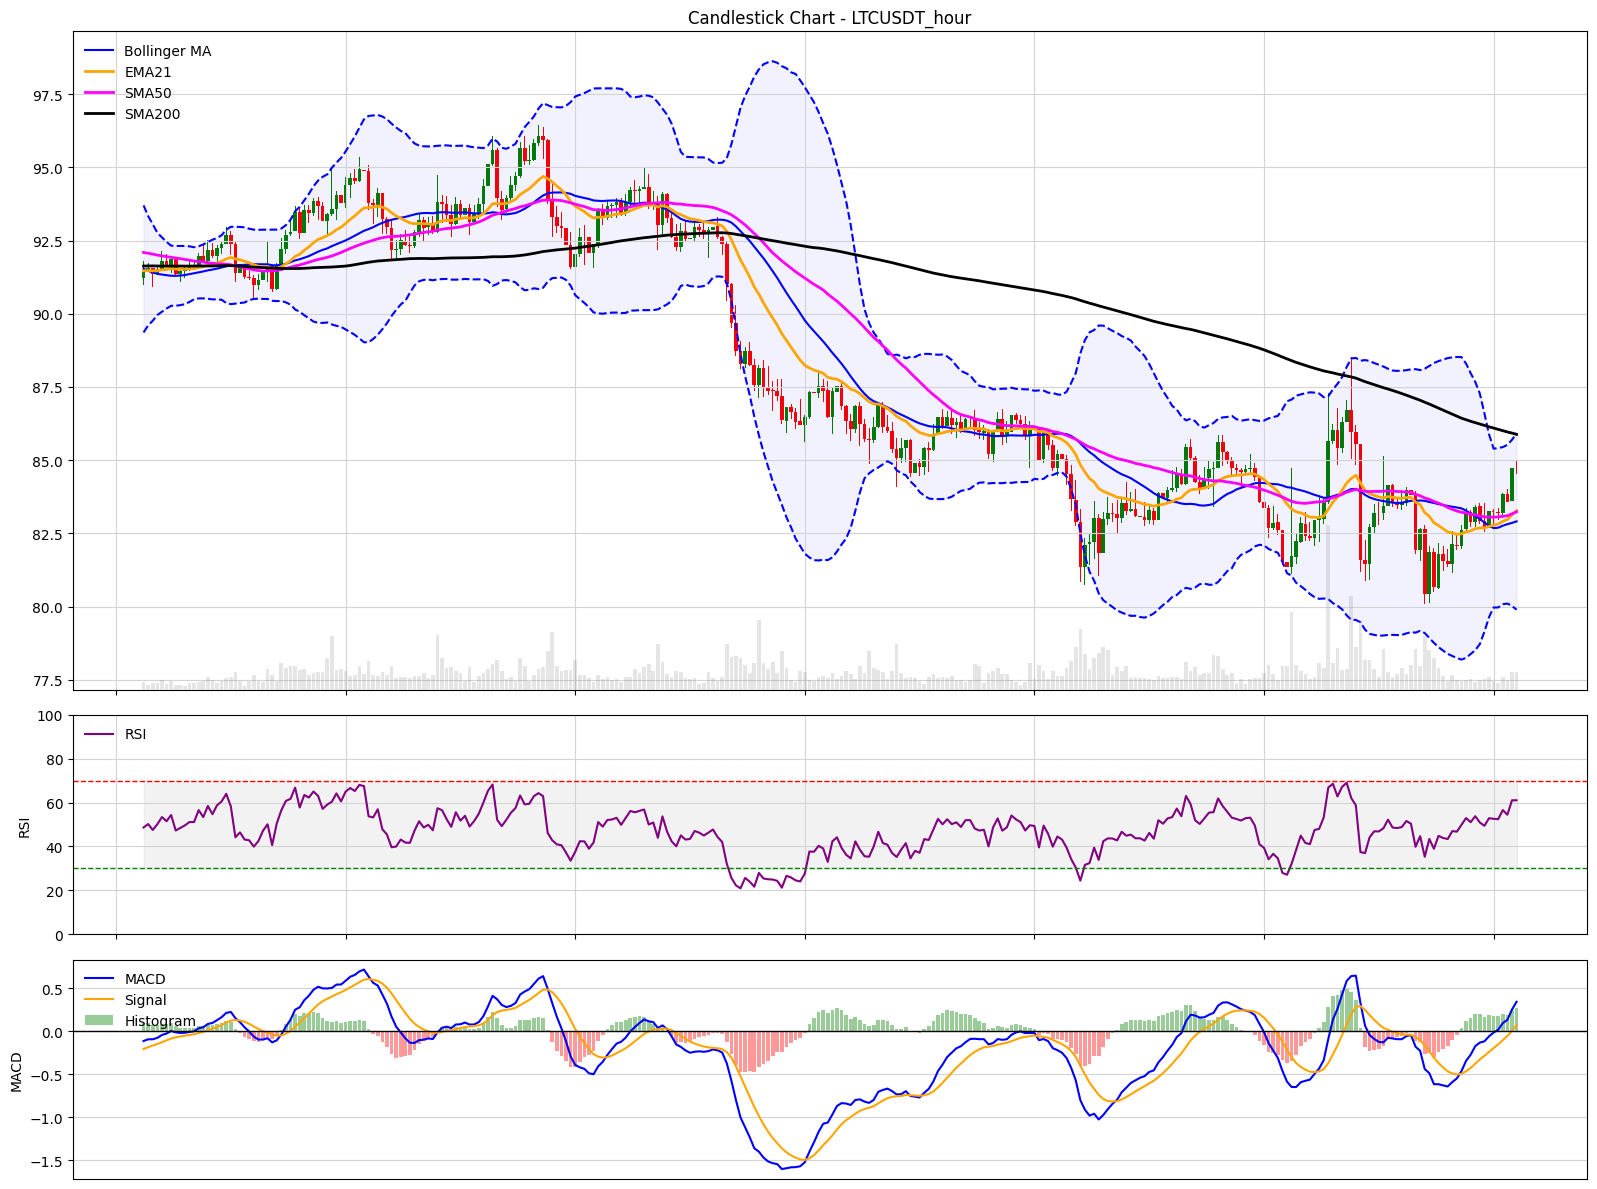 Candlestick Chart - LTCUSDT_hour
Bollinger MA
EMA21
SMA50
SMA200
97.5
95.0
92.5
90.0
87.5
85.0
82.5
80.0
77.5
RSI
100
80
60
40
20
0
RSI
MACD
Signal
Histogram
0.5
0.0
−0.5
−1.0
−1.5
MACD